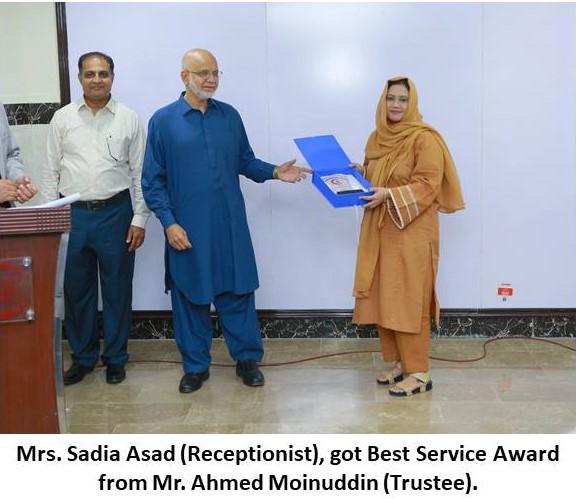 Mrs. Sadia Asad (Receptionist), got Best Service Award
from Mr. Ahmed Moinuddin (Trustee).